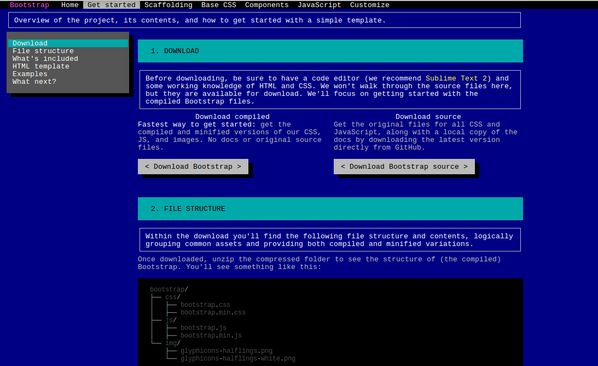 Bootstrap Home Get started Scaffolding Base CSS Components JavaScript Customize
Overview of the project, its contents, and how to get started with a simple template.
Download
File structure
What's included
HTML template
Examples
What next?
1. DOWNLOAD
Before downloading, be sure to have a code editor (we recommend Sublime Text 2) and
some working knowledge of HTML and CSS. We won't walk through the source files here,
but they are available for download. We'll focus on getting started with the
compiled Bootstrap files.
Download compiled
Fastest way to get started: get the
compiled and minified versions of our CSS,
JS, and images. No docs or original source
files.
< Download Bootstrap >
Download source
Get the original files for all CSS and
JavaScript, along with a local copy of the
docs by downloading the latest version
directly from GitHub.
< Download Bootstrap source >
2. FILE STRUCTURE
Within the download you'll find the following file structure and contents, logically
grouping common assets and providing both compiled and minified variations.
Once downloaded, unzip the compressed folder to see the structure of (the compiled)
Bootstrap. You'll see something like this:
bootstrap/
├── css/
│   ├── bootstrap.css
│   ├── bootstrap.min.css
├── js/
│   ├── bootstrap.js
│   ├── bootstrap.min.js
└── img/
    ├── glyphicons-halflings.png
    └── glyphicons-halflings-white.png